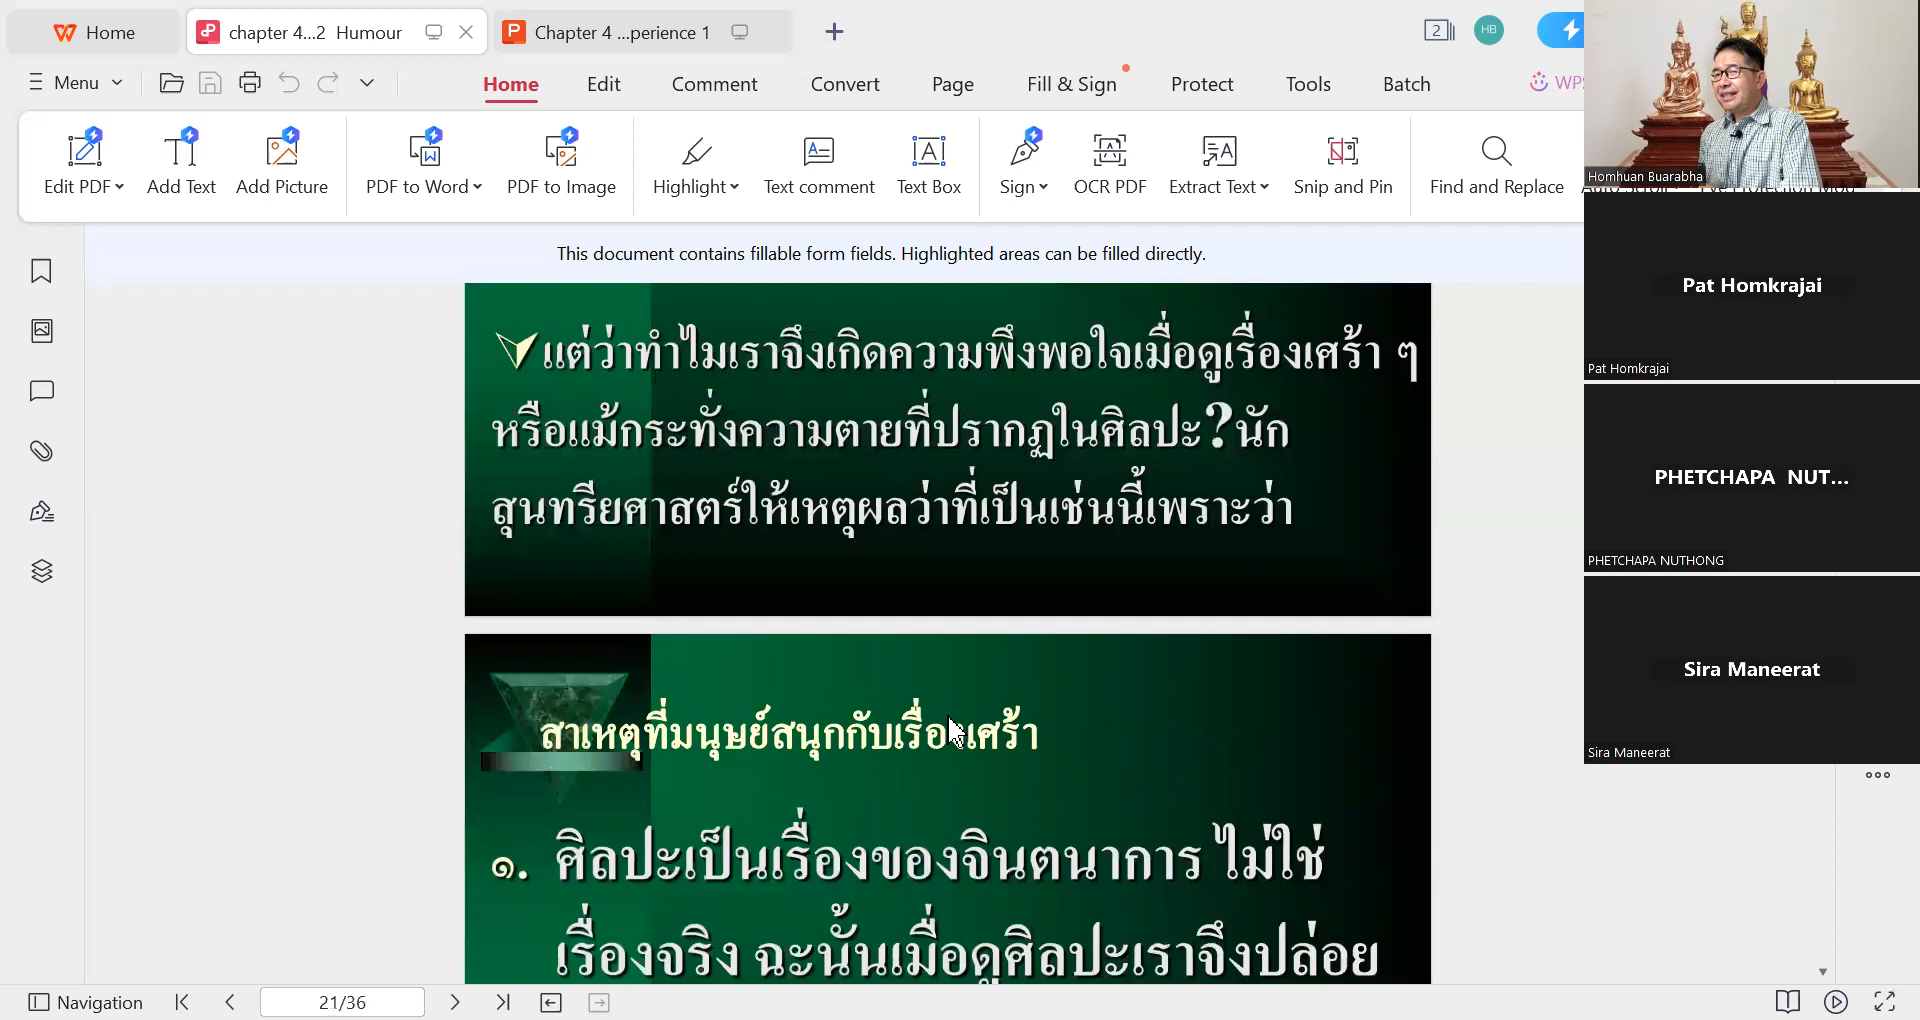 Home
chapter 4...2 Humour
Chapter 4 ...perience 1
2
HB
Menu
Home
Edit
Comment
Convert
Page
Fill & Sign
Protect
Tools
Batch
Edit PDF
Add Text
Add Picture
PDF to Word
PDF to Image
Highlight
Text comment
Text Box
Sign
OCR PDF
Extract Text
Snip and Pin
Find and Replace
This document contains fillable form fields. Highlighted areas can be filled directly.
แต่ว่าทำไมเราจึงเกิดความพึงพอใจเมื่อดูเรื่องเศร้า ๆ
หรือแม้กระทั่งความตายที่ปรากฏในศิลปะ?นัก
สุนทรียศาสตร์ให้เหตุผลว่าที่เป็นเช่นนี้เพราะว่า
สาเหตุที่มนุษย์สนุกกับเรื่องเศร้า
๑. ศิลปะเป็นเรื่องของจินตนาการ ไม่ใช่
เรื่องจริง ฉะนั้นเมื่อดูศิลปะเราจึงปล่อย
Homhuan Buarabha
Pat Homkrajai
Pat Homkrajai
PHETCHAPA NUT...
PHETCHAPA NUTHONG
Sira Maneerat
Sira Maneerat
Navigation
21/36